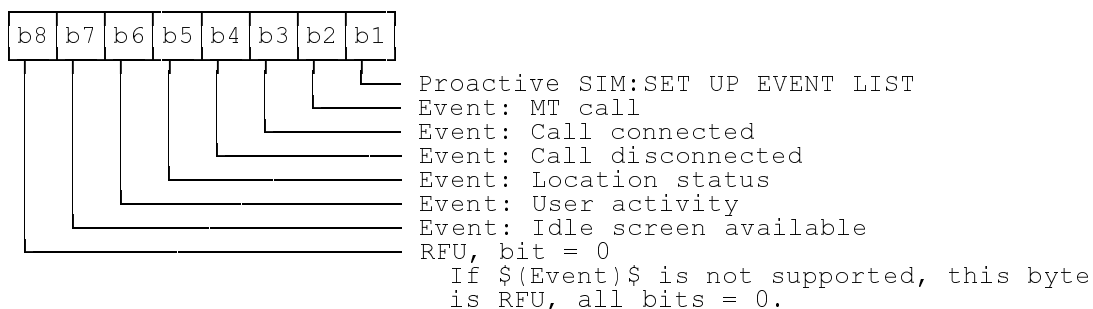 b8 b7 b6 b5 b4 b3 b2 b1
Proactive SIM:SET UP EVENT LIST
Event: MT call
Event: Call connected
Event: Call disconnected
Event: Location status
Event: User activity
Event: Idle screen available
RFU, bit = 0
If $(Event)$ is not supported, this byte
is RFU, all bits = 0.